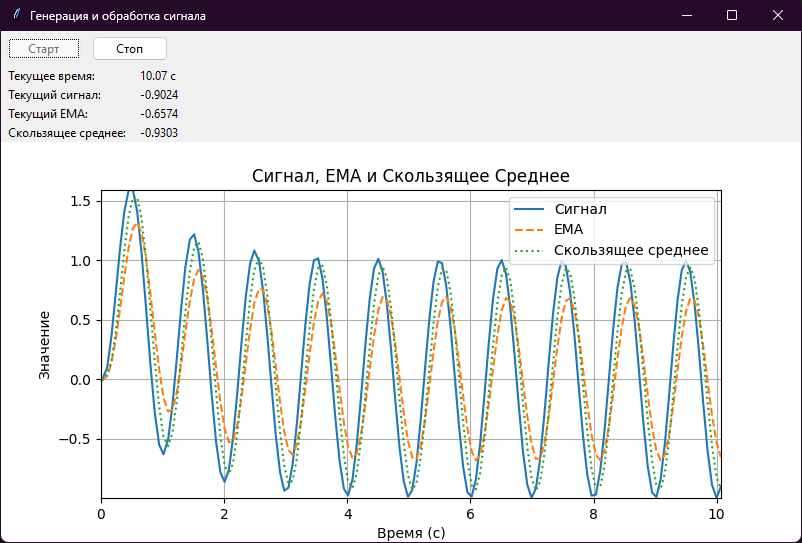 Генерация и обработка сигнала
Старт Стоп
Текущее время: 10.07 с
Текущий сигнал: -0.9024
Текущий EMA: -0.6574
Скользящее среднее: -0.9303
Сигнал, EMA и Скользящее Среднее
Сигнал
EMA
Скользящее среднее
1.5
1.0
0.5
0.0
−0.5
Значение
0 2 4 6 8 10
Время (с)